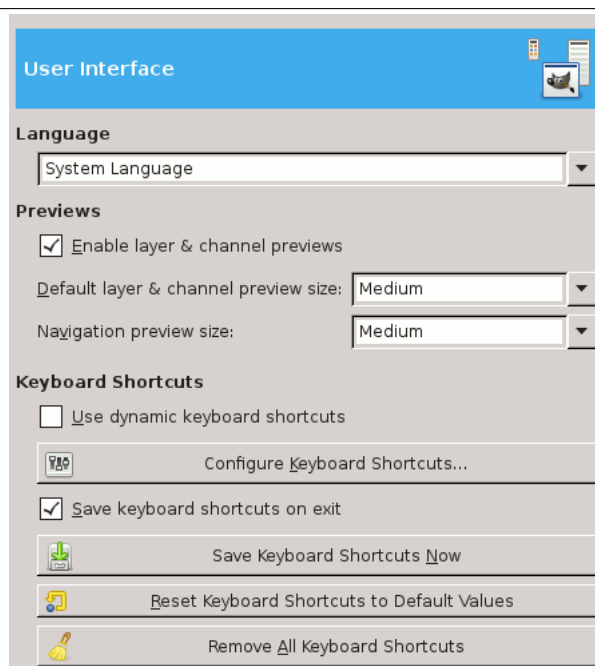 User Interface
Language
System Language
Previews
Enable layer & channel previews
Default layer & channel preview size: Medium
Navigation preview size: Medium
Keyboard Shortcuts
Use dynamic keyboard shortcuts
Configure Keyboard Shortcuts...
Save keyboard shortcuts on exit
Save Keyboard Shortcuts Now
Reset Keyboard Shortcuts to Default Values
Remove All Keyboard Shortcuts